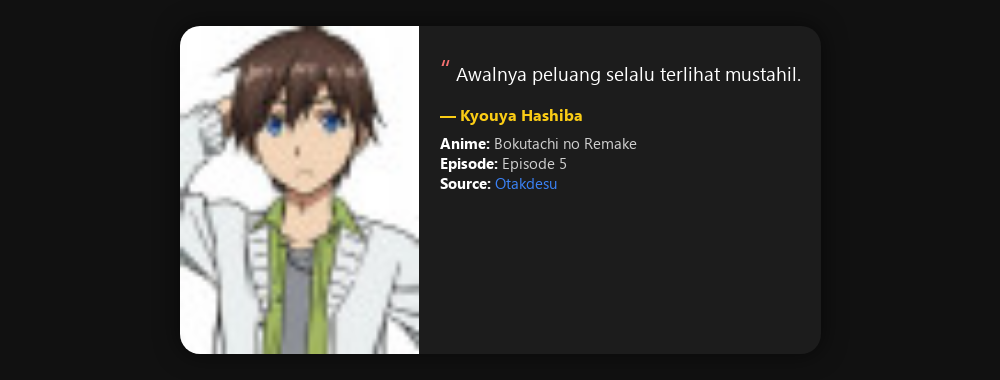 “ Awalnya peluang selalu terlihat mustahil.
— Kyouya Hashiba
Anime: Bokutachi no Remake
Episode: Episode 5
Source: Otakdesu